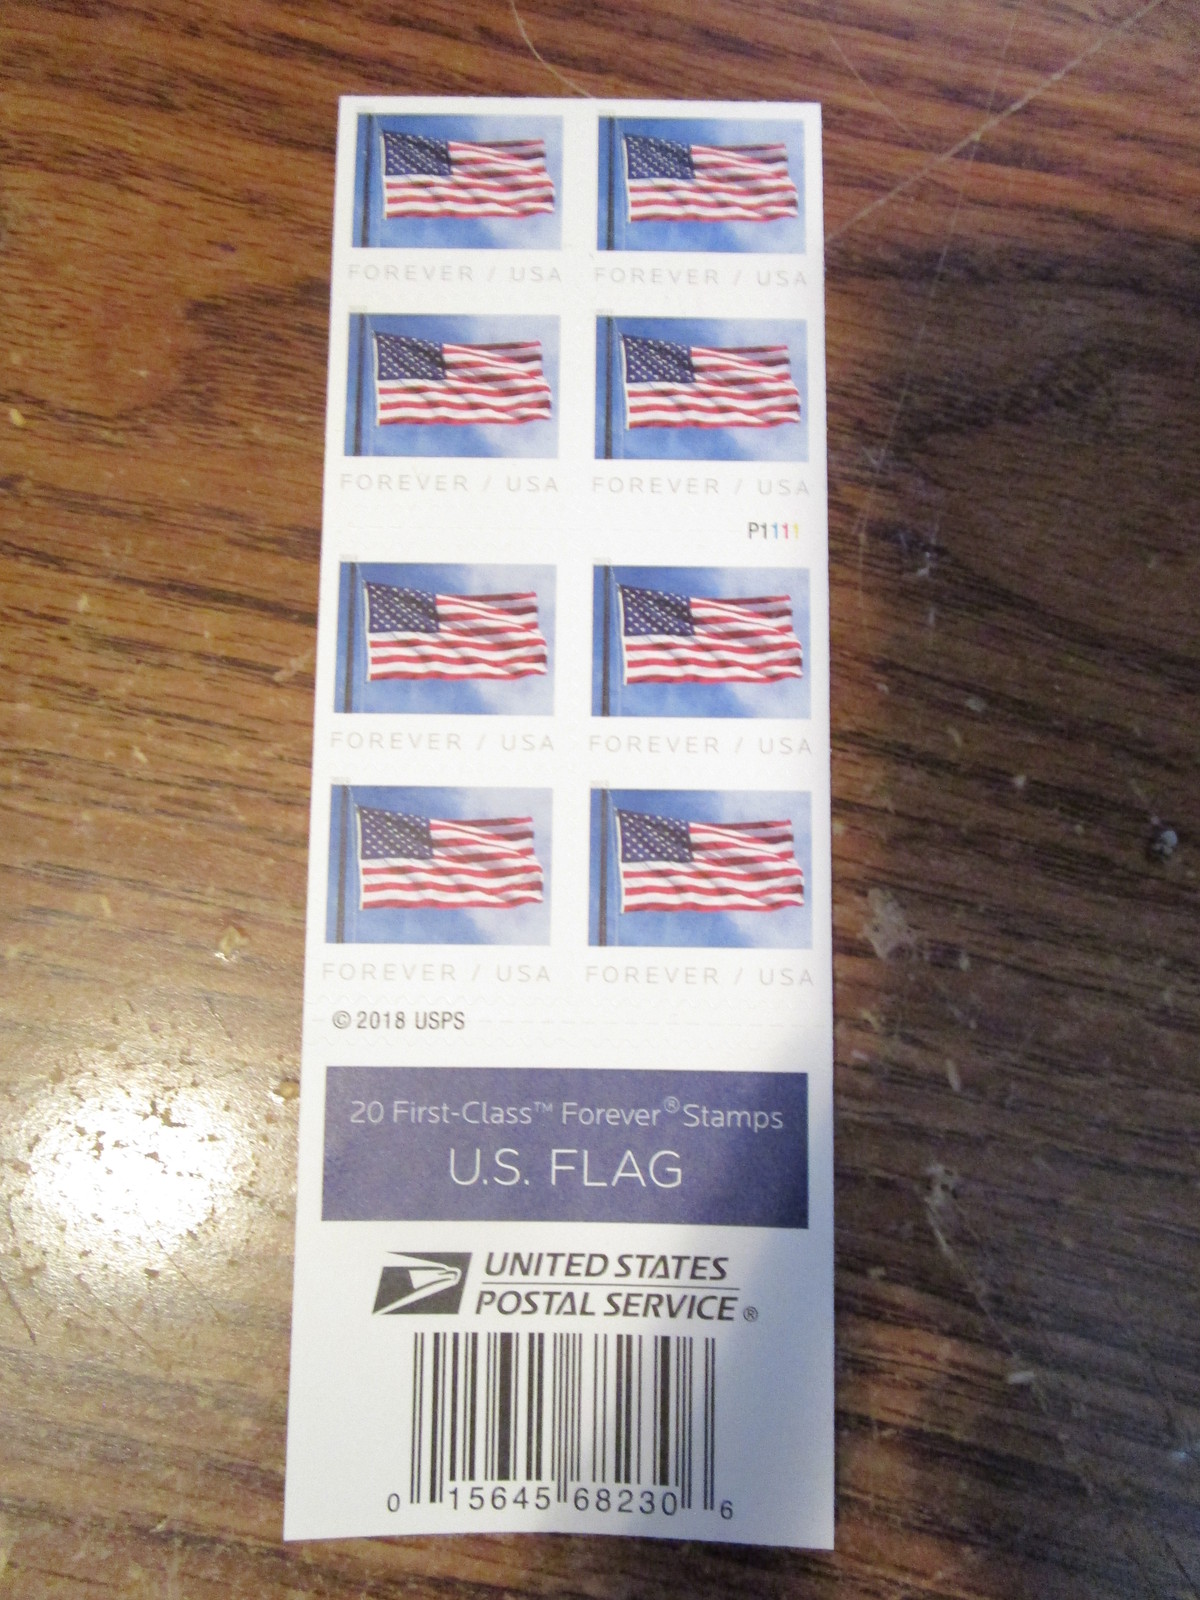 FOREVER / USA FOREVER / USA
FOREVER / USA FOREVER / USA
P1111
FOREVER / USA FOREVER / USA
FOREVER / USA FOREVER / USA
© 2018 USPS
20 First-Class™ Forever® Stamps
U.S. FLAG
UNITED STATES
POSTAL SERVICE®
0 15645 68230 6